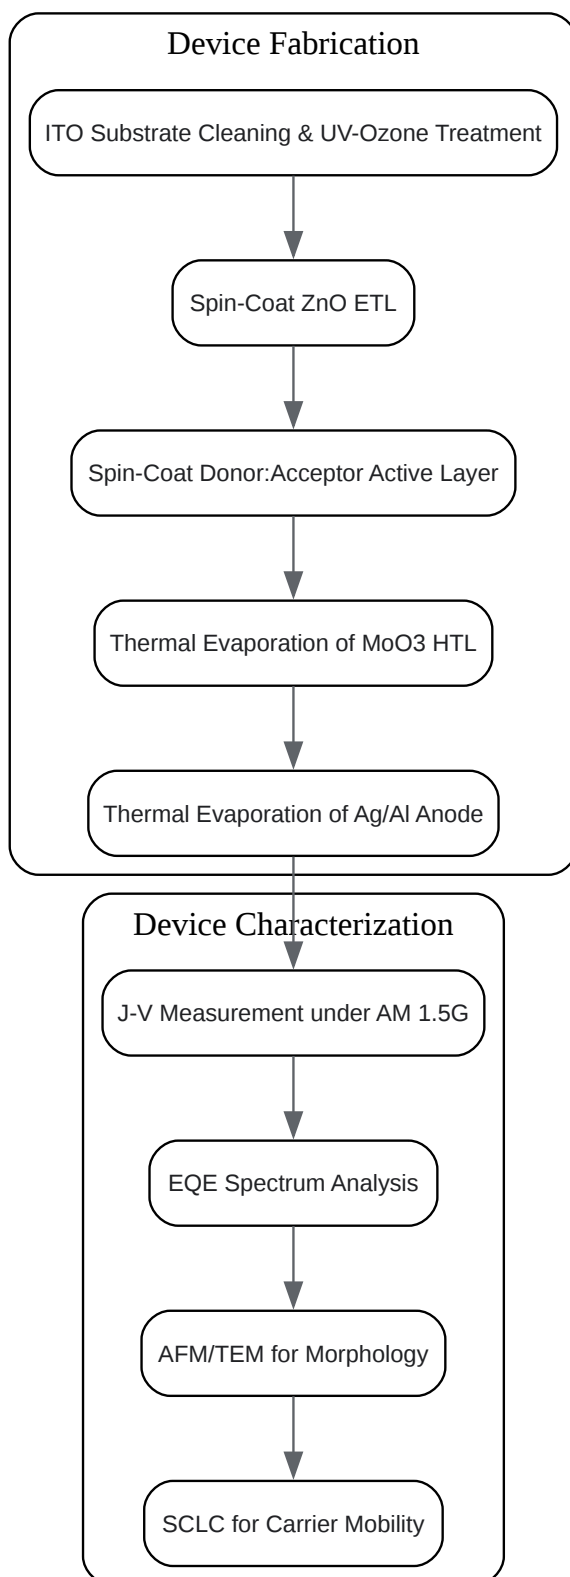 Device Fabrication
ITO Substrate Cleaning & UV-Ozone Treatment
Spin-Coat ZnO ETL
Spin-Coat Donor:Acceptor Active Layer
Thermal Evaporation of MoO3 HTL
Thermal Evaporation of Ag/Al Anode
Device Characterization
J-V Measurement under AM 1.5G
EQE Spectrum Analysis
AFM/TEM for Morphology
SCLC for Carrier Mobility